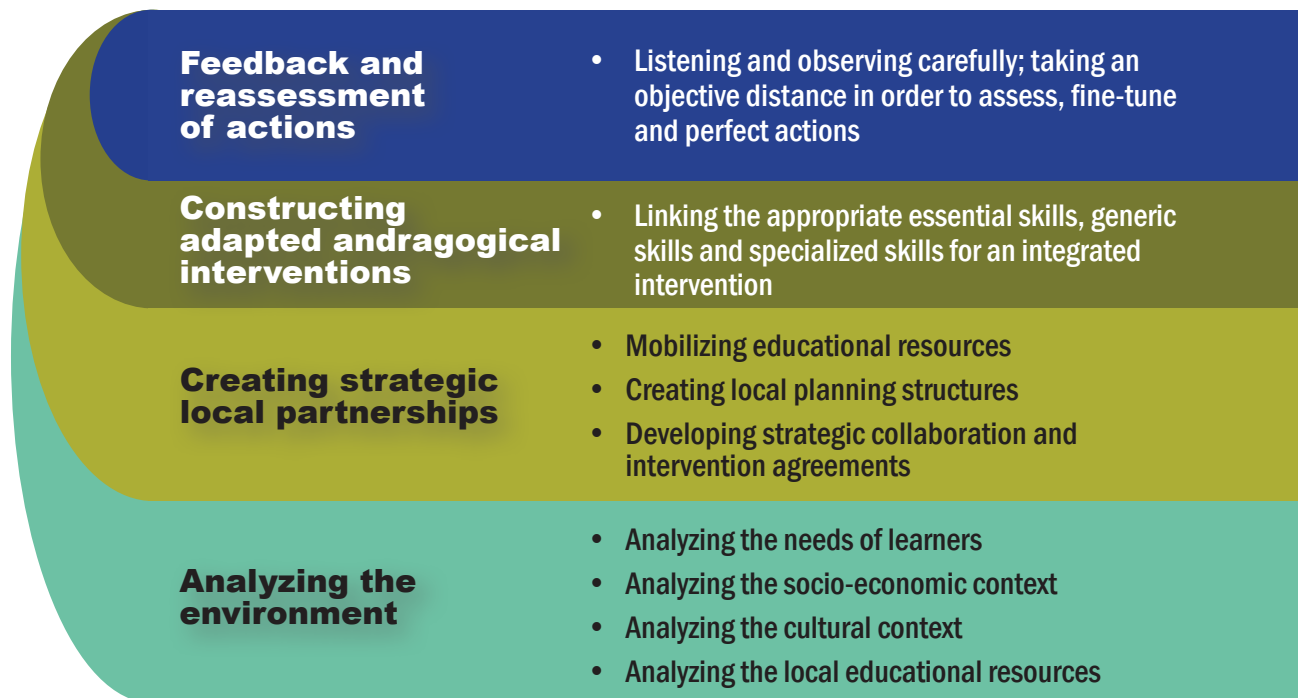 Feedback and
reassessment
of actions
• Listening and observing carefully; taking an
objective distance in order to assess, fine-tune
and perfect actions
Constructing
adapted andragogical
interventions
• Linking the appropriate essential skills, generic
skills and specialized skills for an integrated
intervention
Creating strategic
local partnerships
• Mobilizing educational resources
• Creating local planning structures
• Developing strategic collaboration and
intervention agreements
Analyzing the
environment
• Analyzing the needs of learners
• Analyzing the socio-economic context
• Analyzing the cultural context
• Analyzing the local educational resources